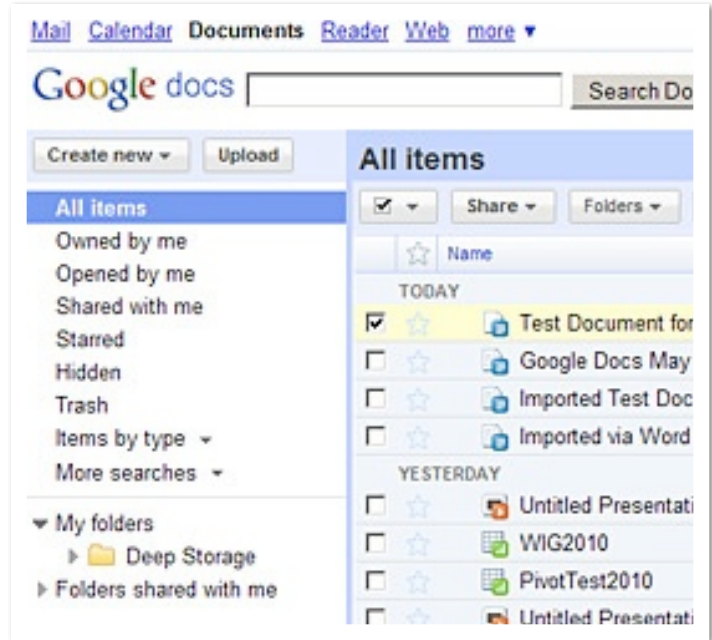 Mail Calendar Documents Reader Web more ▼
Google docs Search Do
Create new Upload
All items
Owned by me
Opened by me
Shared with me
Starred
Hidden
Trash
Items by type
More searches
My folders
Deep Storage
Folders shared with me
All items
Share Folders
Name
TODAY
Test Document for
Google Docs May
Imported Test Doc
Imported via Word
YESTERDAY
Untitled Presentati
WIG2010
PivotTest2010
Untitled Presentati